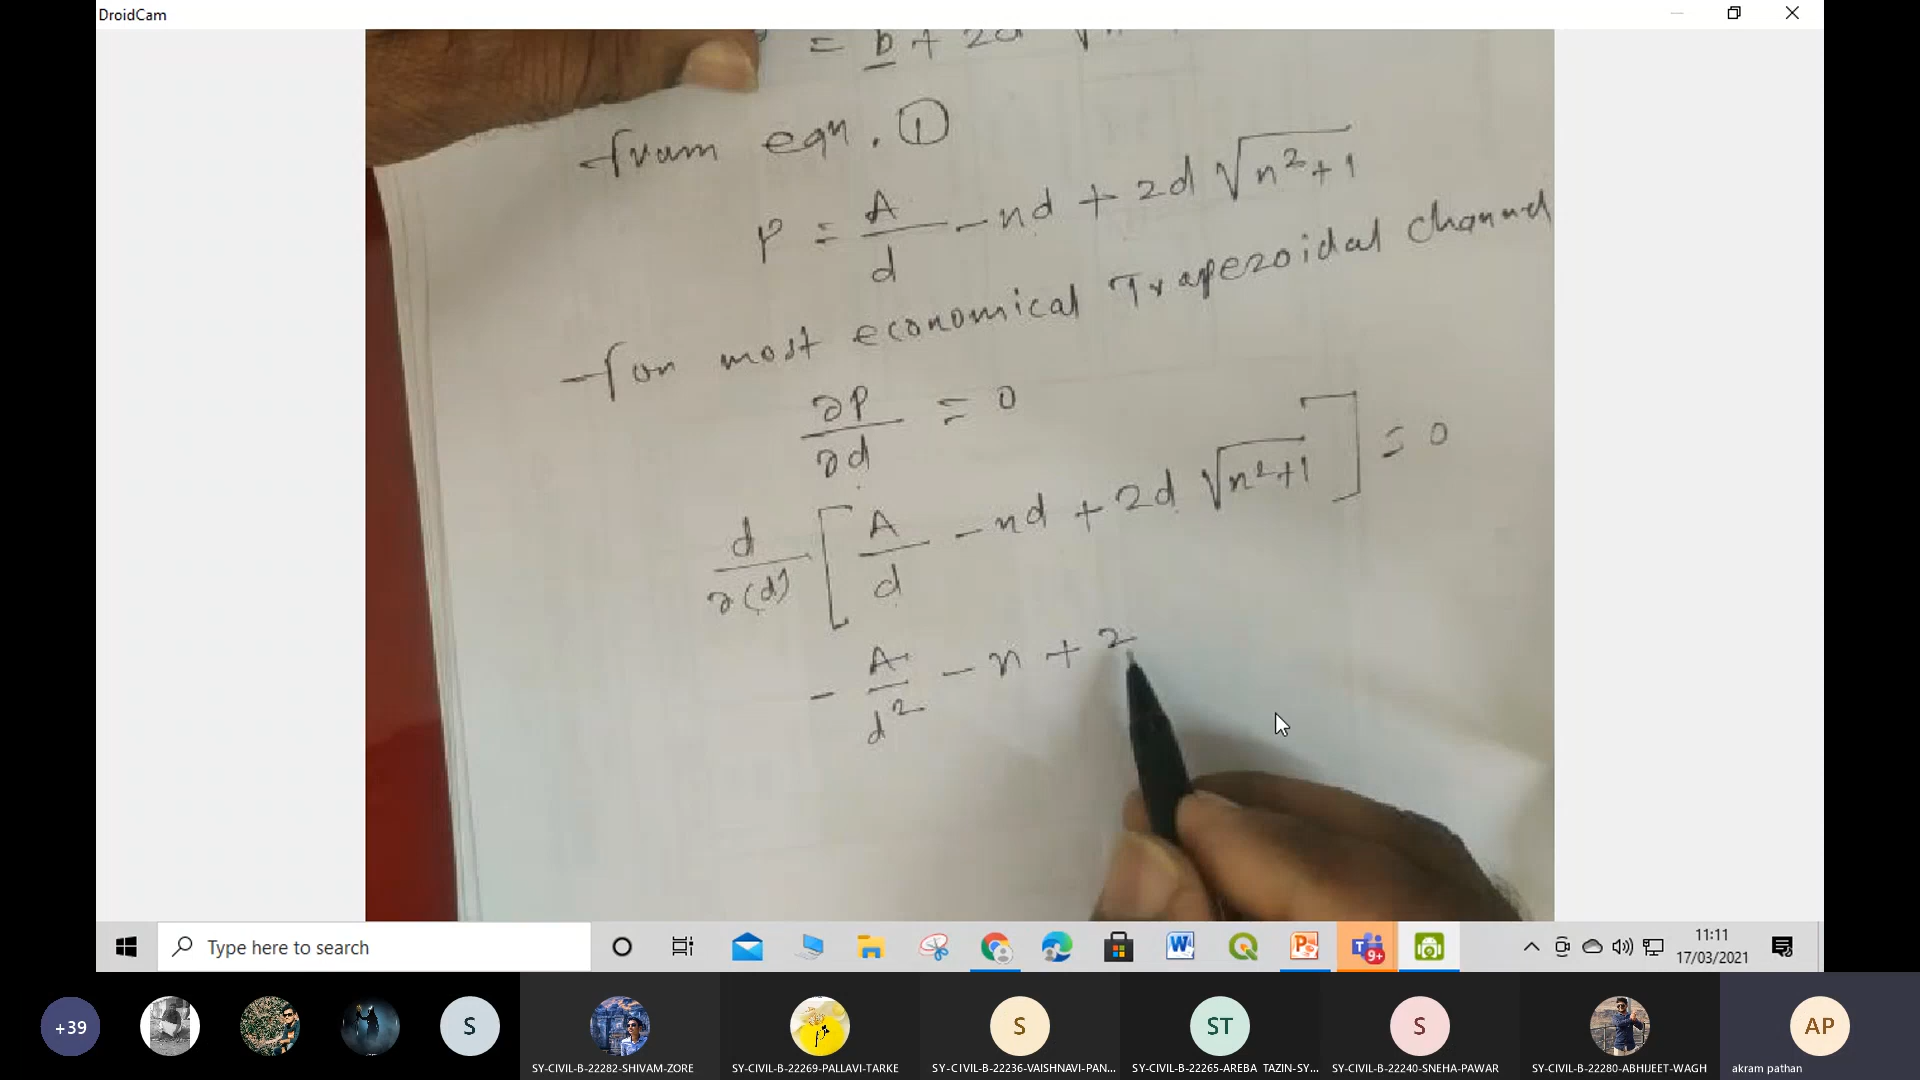 DroidCam
= b + 2d √n
from eqn. ①
P = A/d - nd + 2d √n²+1
for most economical Trapezoidal channel
∂P/∂d = 0
d/∂(d) [A/d - nd + 2d √n²+1] = 0
- A/d² - n + 2
Type here to search
9+
11:11
17/03/2021
+39
S
S
ST
S
AP
SY-CIVIL-B-22282-SHIVAM-ZORE
SY-CIVIL-B-22269-PALLAVI-TARKE
SY-CIVIL-B-22236-VAISHNAVI-PAN...
SY-CIVIL-B-22265-AREBA TAZIN-SY...
SY-CIVIL-B-22240-SNEHA-PAWAR
SY-CIVIL-B-22280-ABHIJEET-WAGH
akram pathan